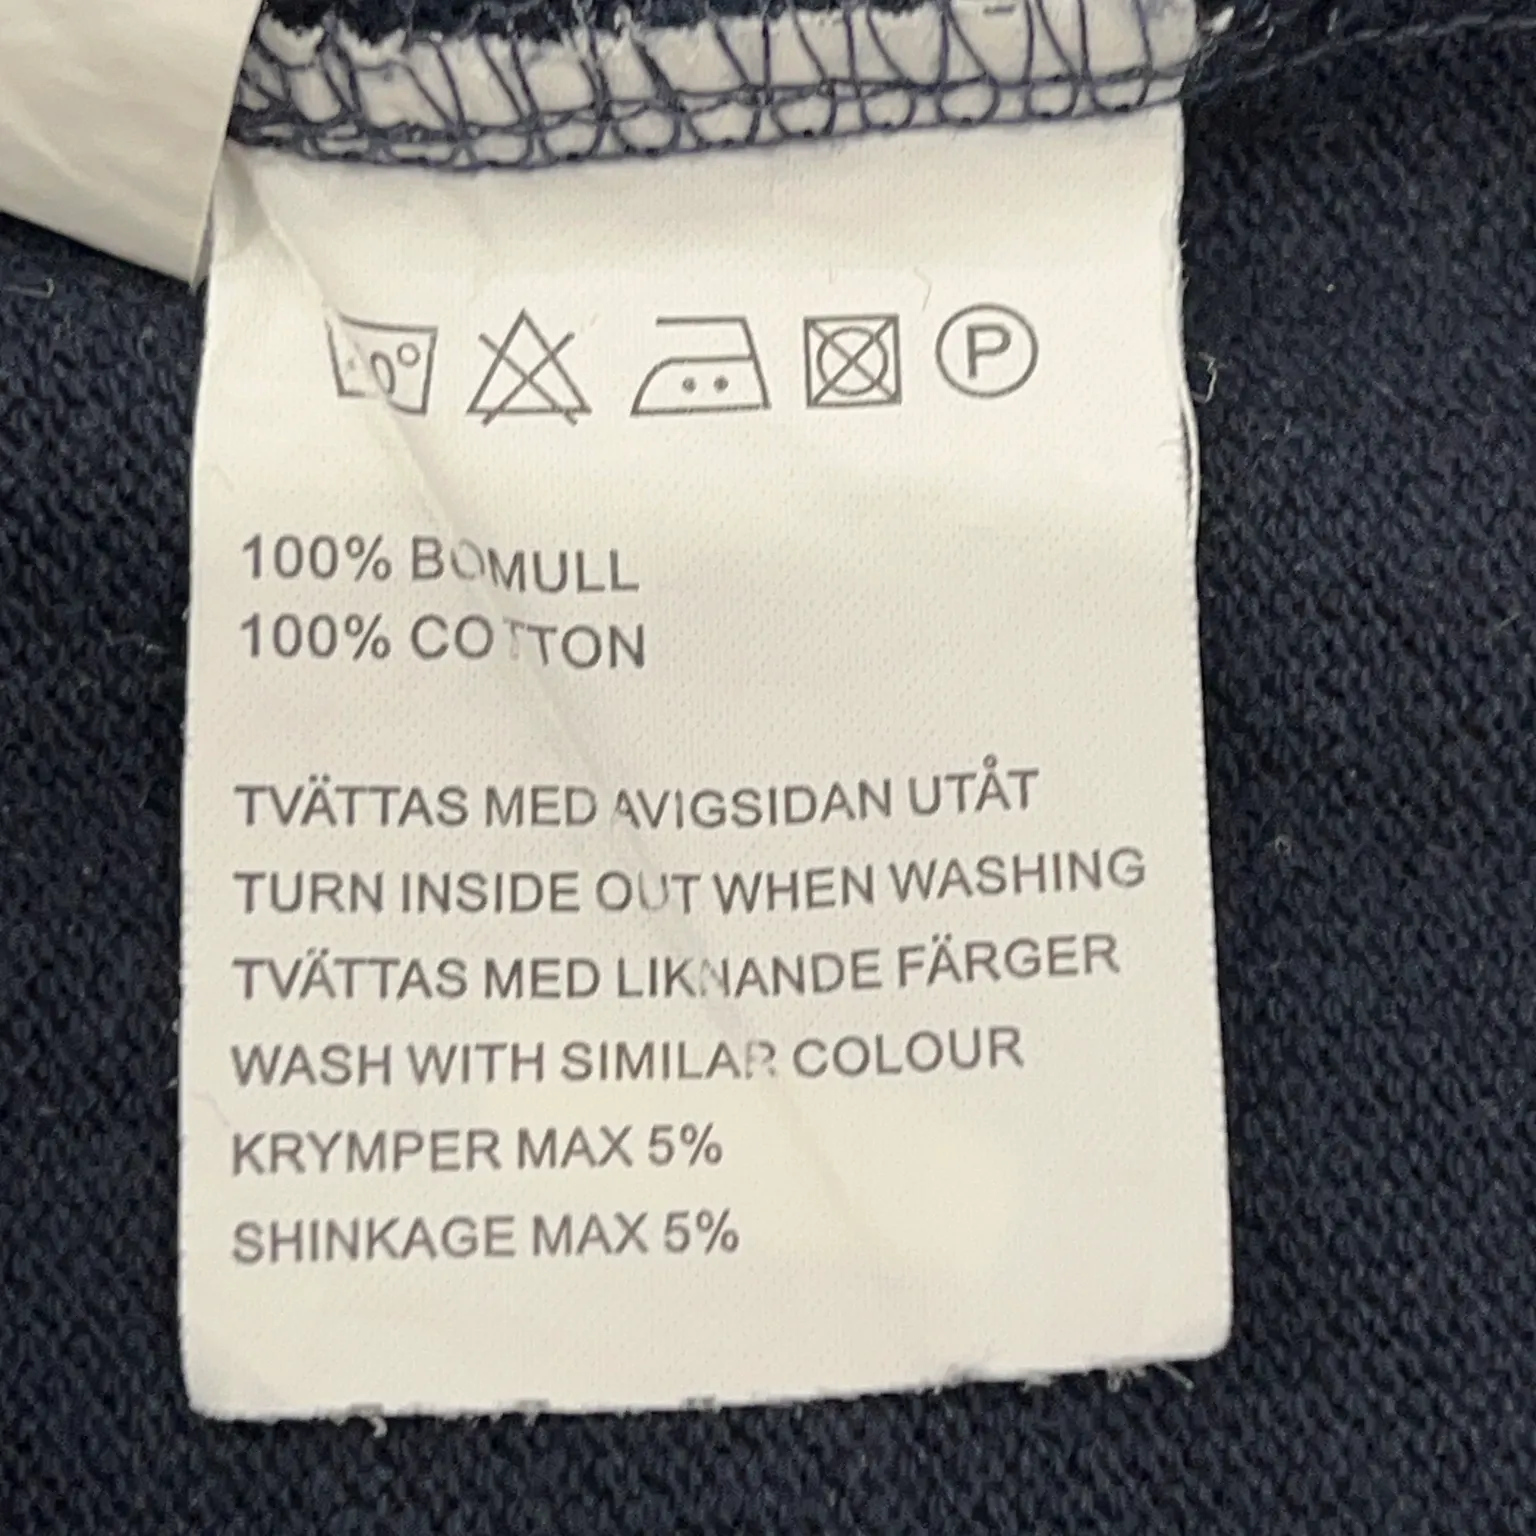 P
100% BOMULL
100% COTTON
TVÄTTAS MED AVIGSIDAN UTÅT
TURN INSIDE OUT WHEN WASHING
TVÄTTAS MED LIKNANDE FÄRGER
WASH WITH SIMILAR COLOUR
KRYMPER MAX 5%
SHINKAGE MAX 5%